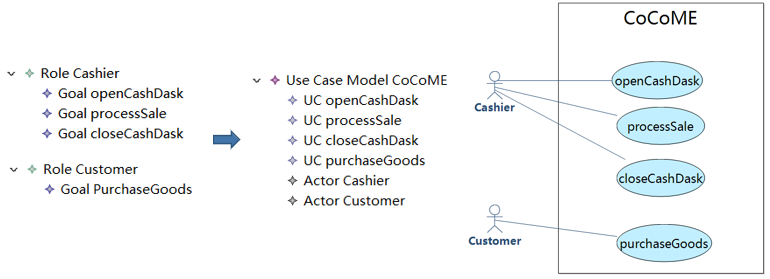 Role Cashier
Goal openCashDask
Goal processSale
Goal closeCashDask
Role Customer
Goal PurchaseGoods
Use Case Model CoCoME
UC openCashDask
UC processSale
UC closeCashDask
UC purchaseGoods
Actor Cashier
Actor Customer
CoCoME
openCashDask
Cashier
processSale
closeCashDask
Customer
purchaseGoods